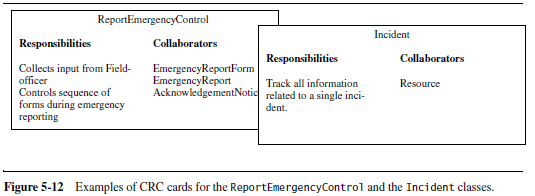 ReportEmergencyControl
Responsibilities
Collaborators
Collects input from Field-
officer
Controls sequence of
forms during emergency
reporting
EmergencyReportForm
EmergencyReport
AcknowledgementNotic
Incident
Responsibilities
Collaborators
Track all information
related to a single inci-
dent.
Resource
Figure 5-12 Examples of CRC cards for the ReportEmergencyControl and the Incident classes.